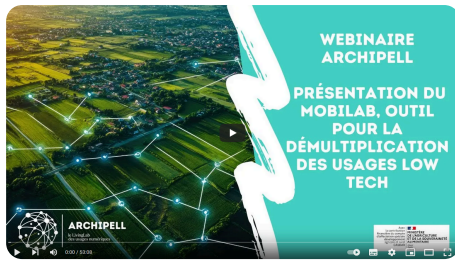 WEBINAIRE
ARCHIPELL
PRÉSENTATION DU
MOBILAB, OUTIL
POUR LA
DÉMULTIPLICATION
DES USAGES LOW
TECH
ARCHIPELL
le LivingLab
des usages numériques
0:00 / 53:08